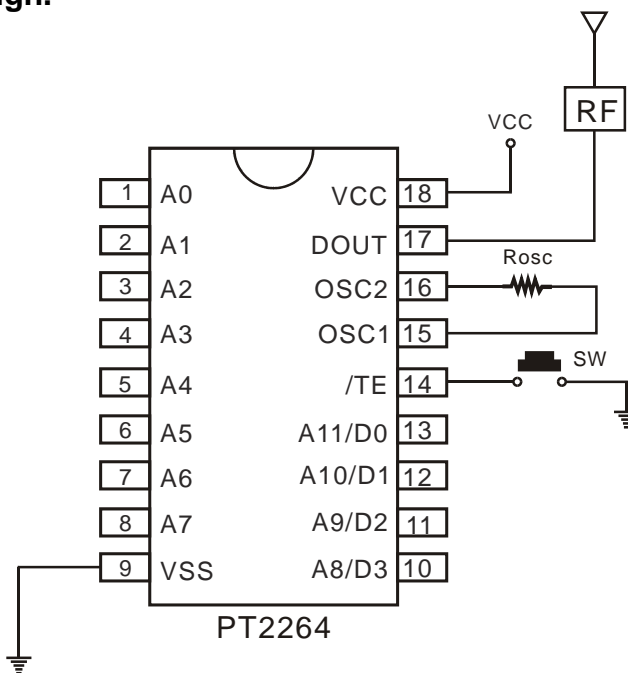 RF
VCC
1 A0 VCC 18
2 A1 DOUT 17
Rosc
3 A2 OSC2 16
4 A3 OSC1 15
SW
5 A4 /TE 14
6 A5 A11/D0 13
7 A6 A10/D1 12
8 A7 A9/D2 11
9 VSS A8/D3 10
PT2264